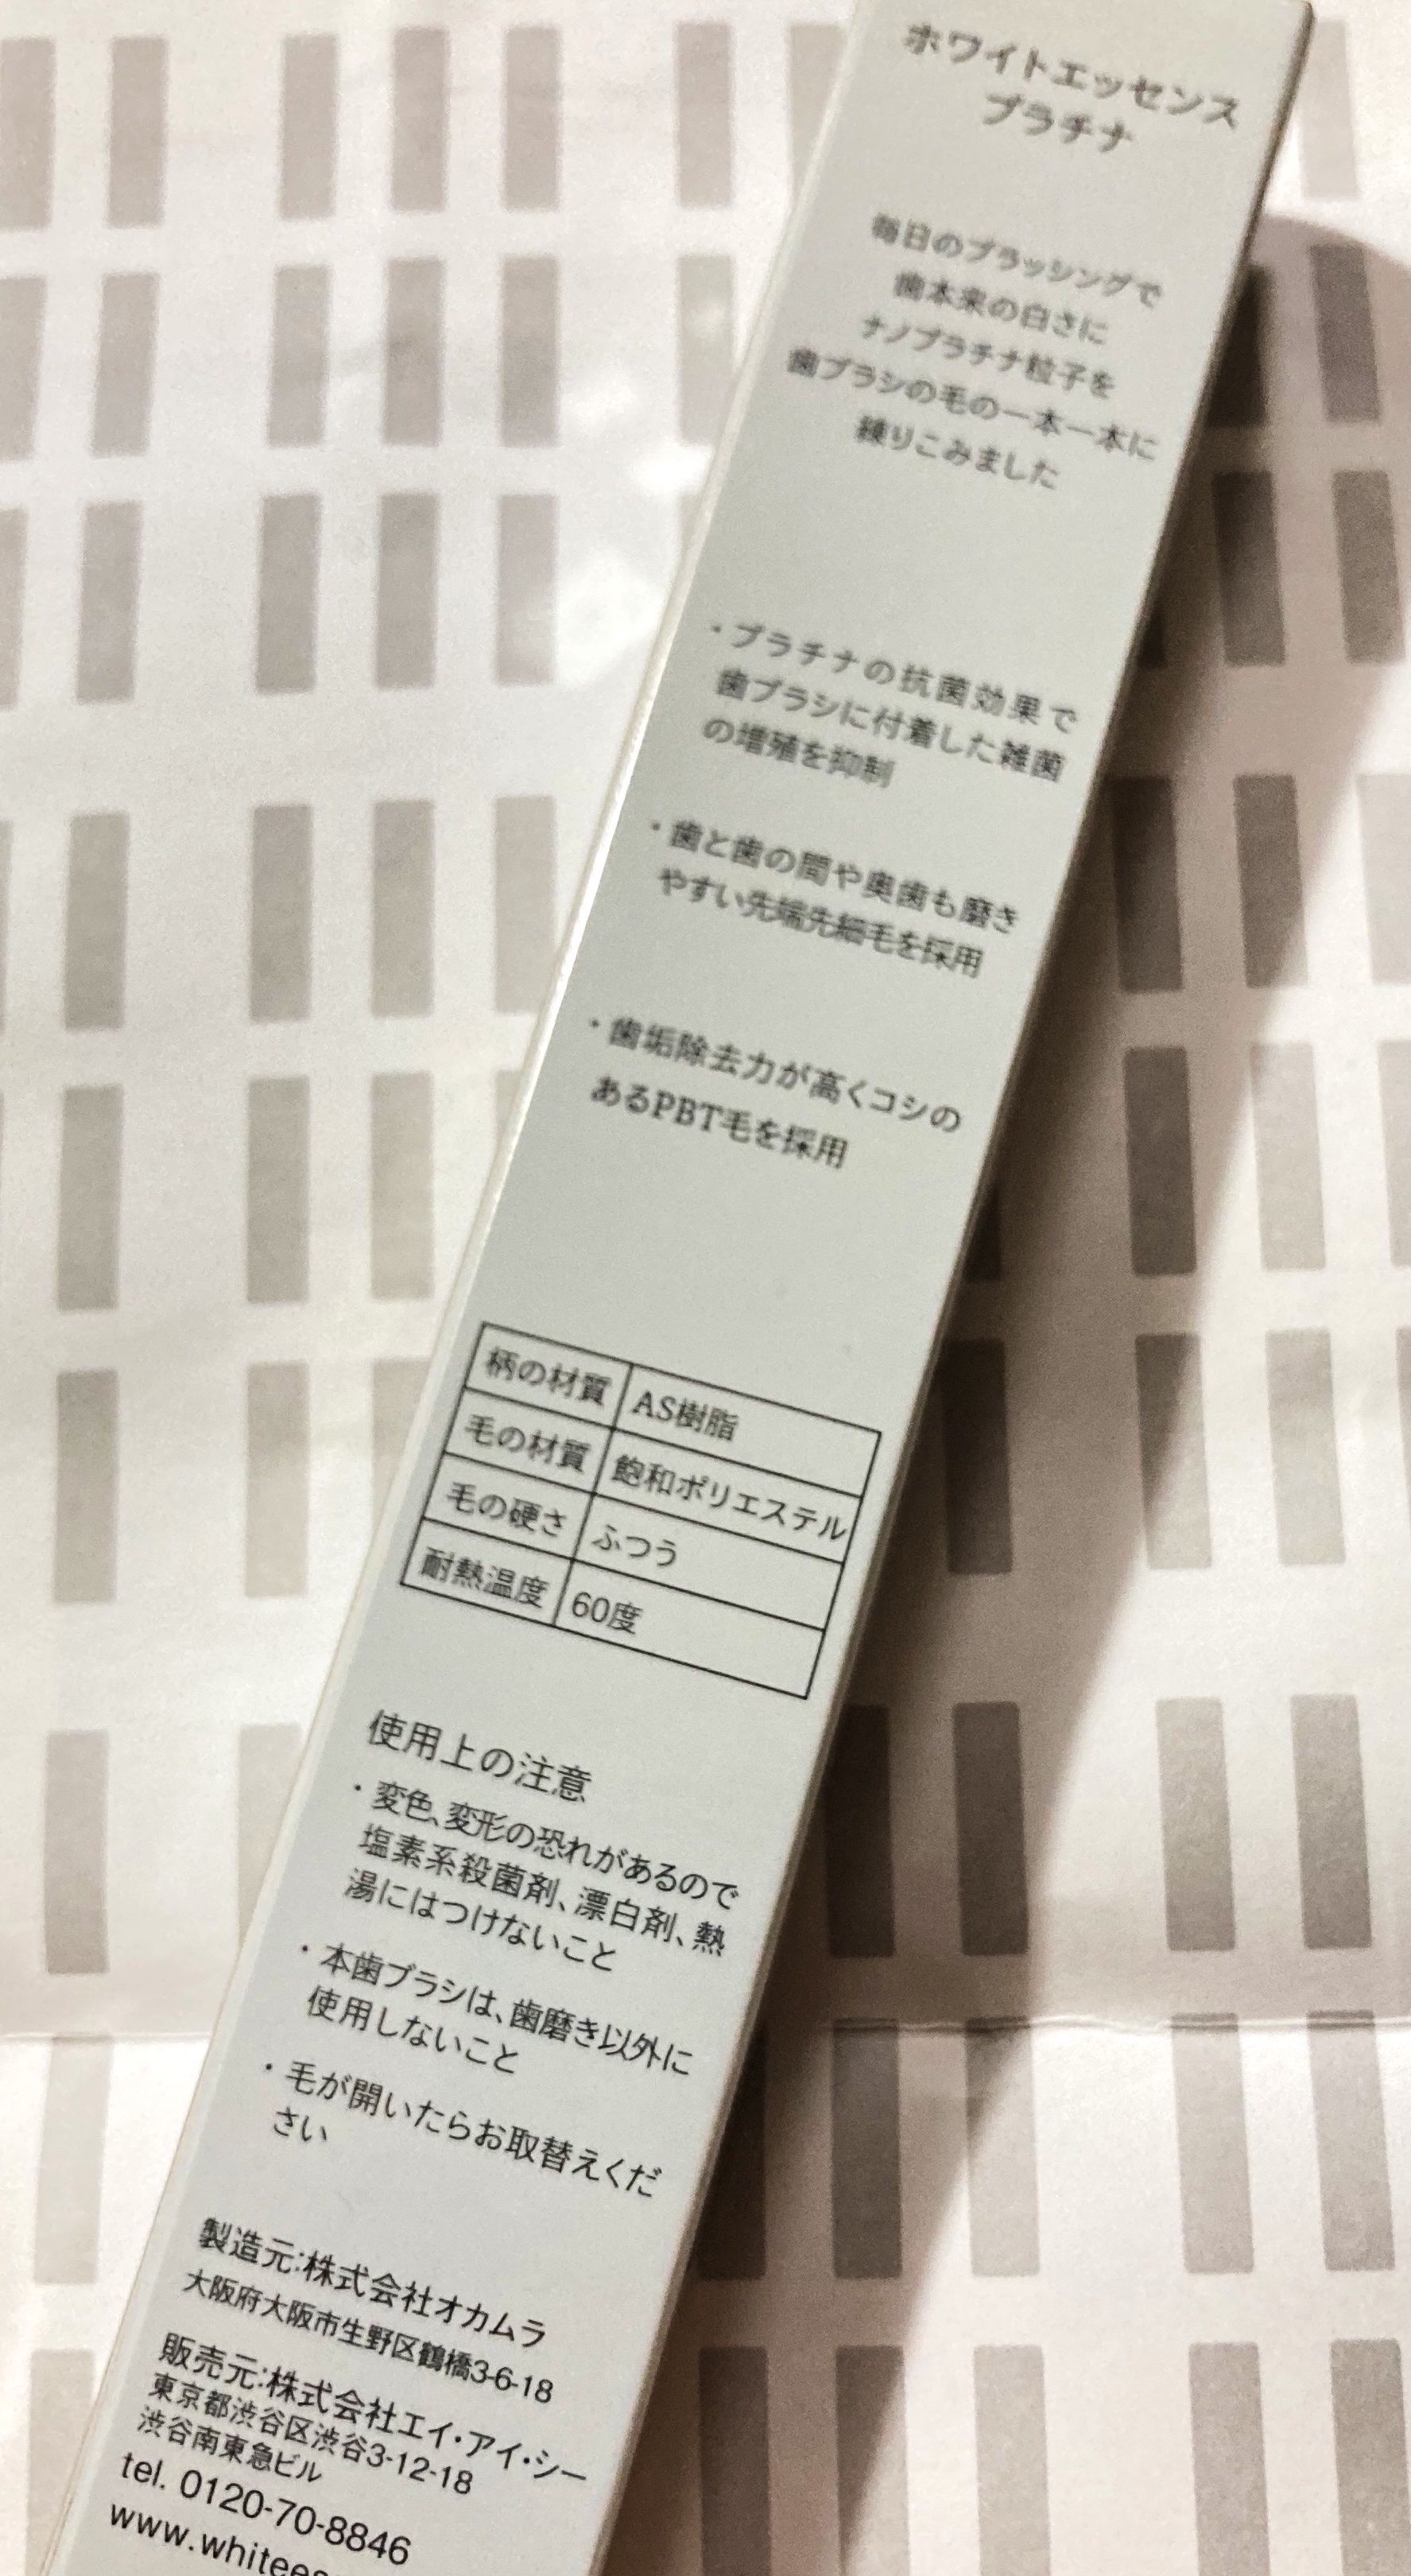 ホワイトエッセンス
プラチナ
毎日のブラッシングで
歯本来の白さに
ナノプラチナ粒子を
歯ブラシの毛の一本一本に
練りこみました
・プラチナの抗菌効果で
歯ブラシに付着した雑菌
の増殖を抑制
・歯と歯の間や奥歯も磨き
やすい先端先細毛を採用
・歯垢除去力が高くコシの
あるPBT毛を採用
柄の材質 AS樹脂
毛の材質 飽和ポリエステル
毛の硬さ ふつう
耐熱温度 60度
使用上の注意
・変色、変形の恐れがあるので
塩素系殺菌剤、漂白剤、熱
湯にはつけないこと
・本歯ブラシは、歯磨き以外に
使用しないこと
・毛が開いたらお取替えくだ
さい
製造元:株式会社オカムラ
大阪府大阪市生野区鶴橋3-6-18
販売元:株式会社エイ・アイ・シー
東京都渋谷区渋谷3-12-18
渋谷南東急ビル
tel. 0120-70-8846